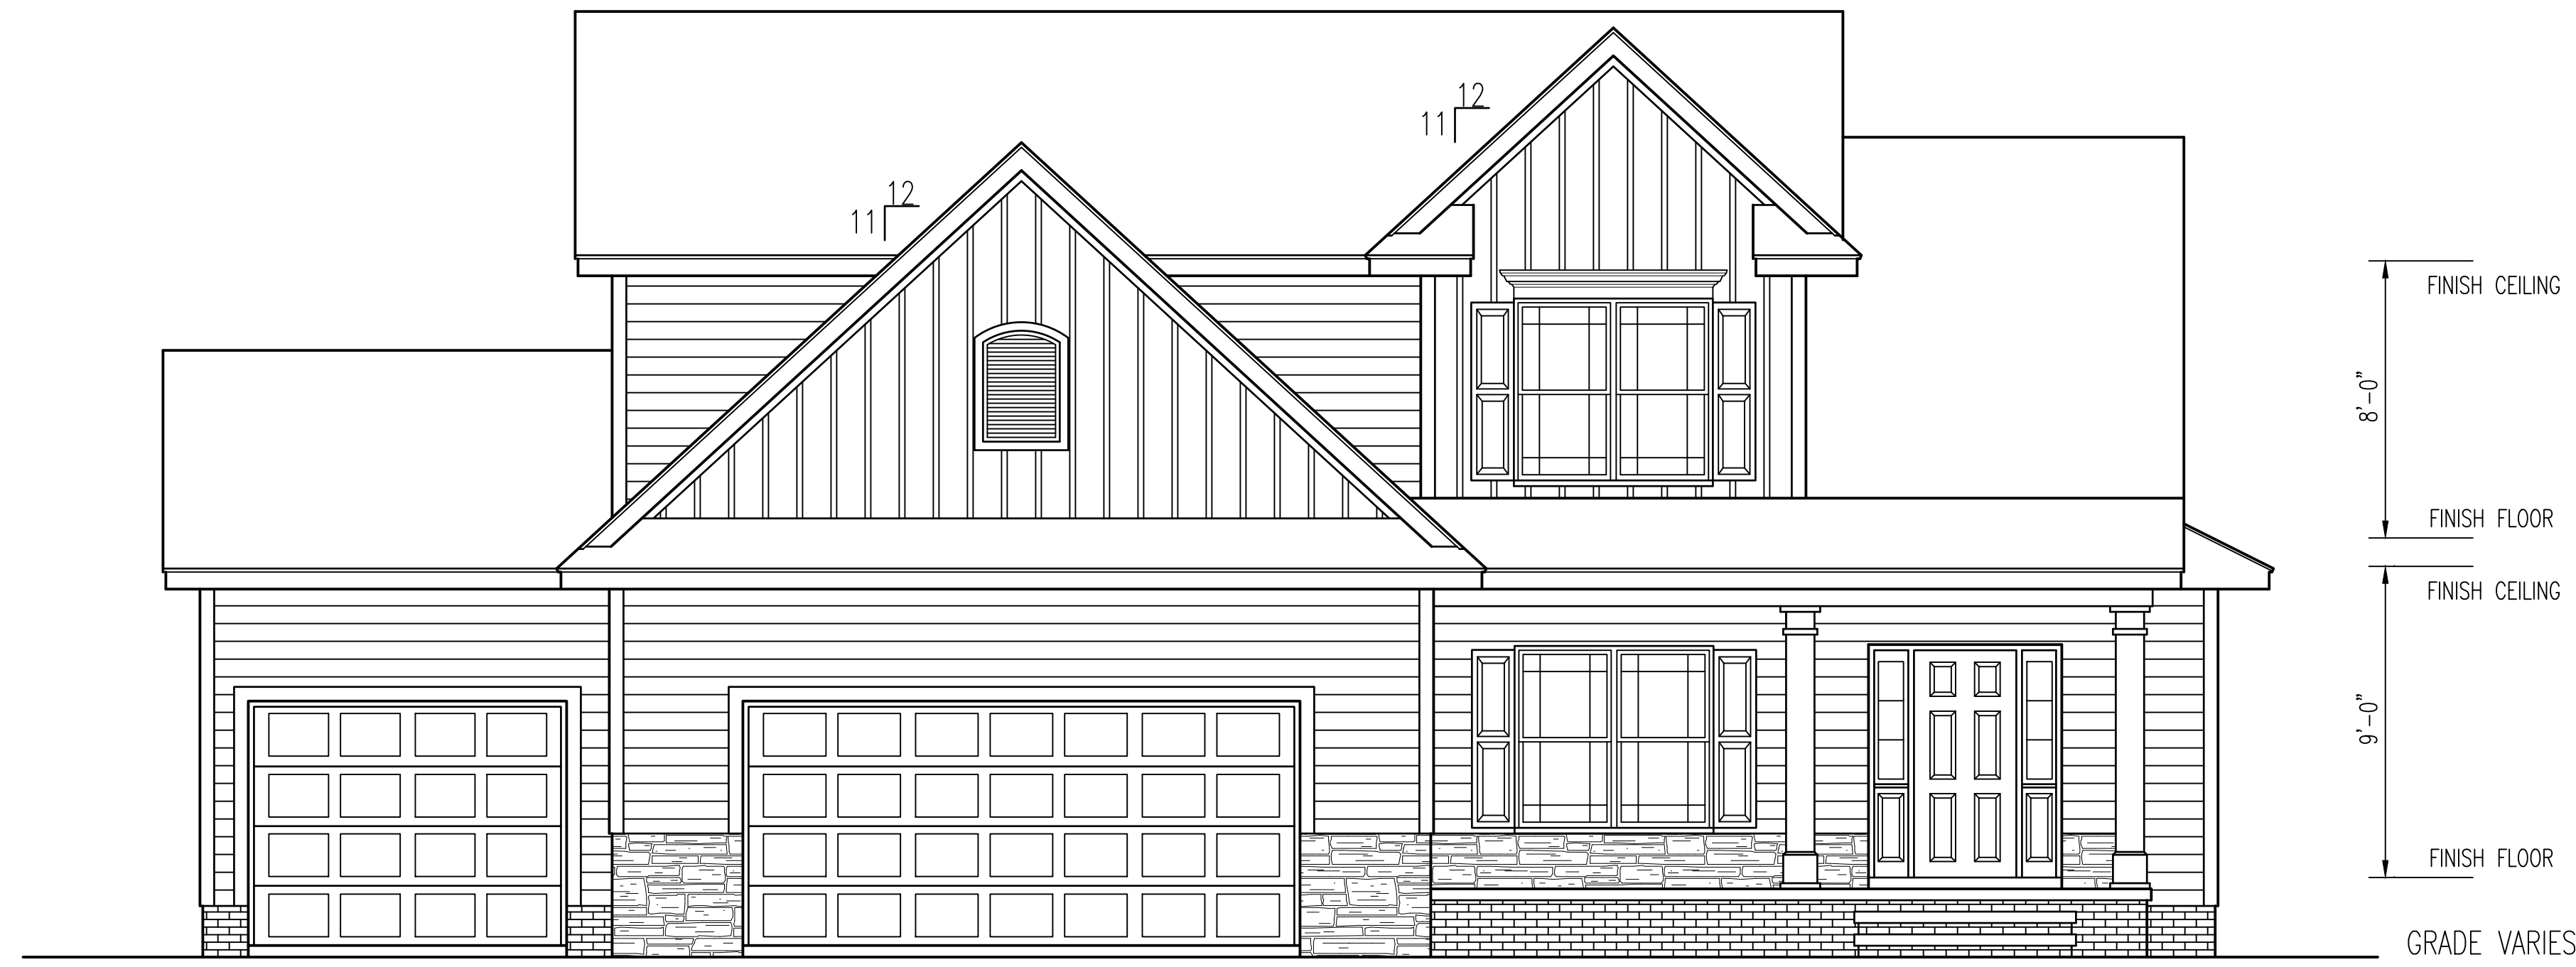 12
11
12
11
FINISH CEILING
8'-0"
FINISH FLOOR
FINISH CEILING
9'-0"
FINISH FLOOR
GRADE VARIES